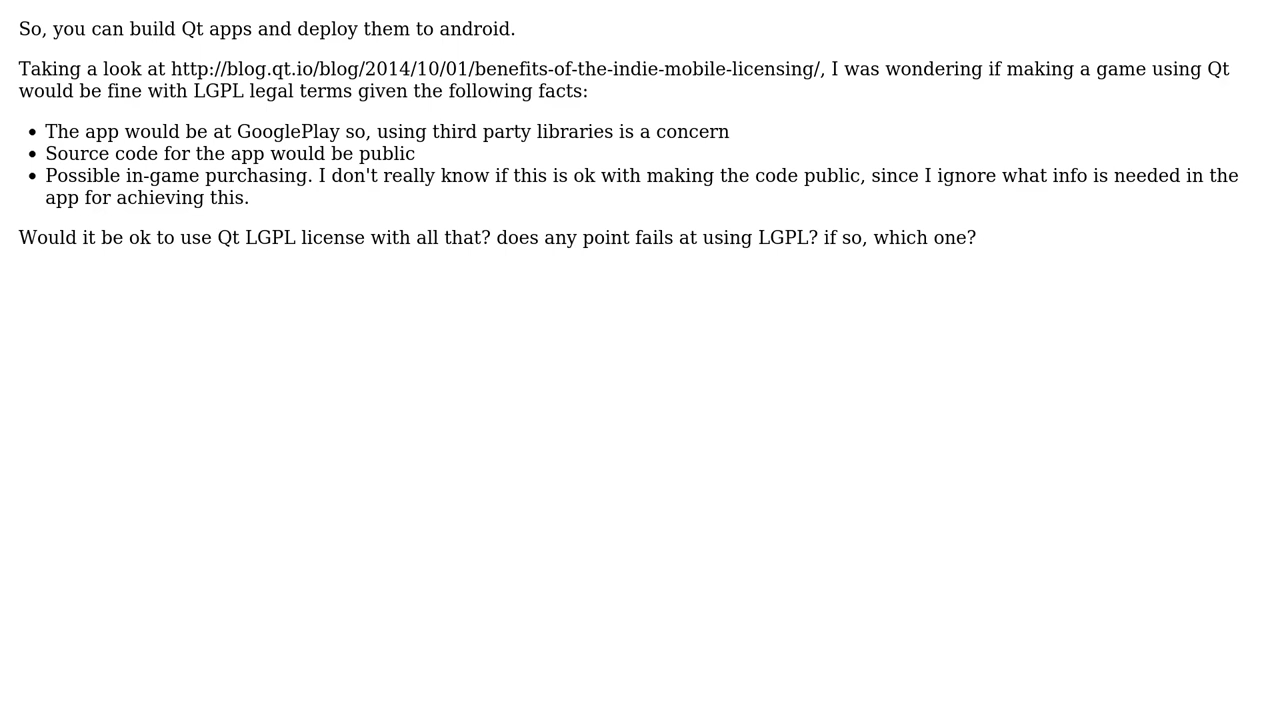 So, you can build Qt apps and deploy them to android.
Taking a look at http://blog.qt.io/blog/2014/10/01/benefits-of-the-indie-mobile-licensing/, I was wondering if making a game using Qt
would be fine with LGPL legal terms given the following facts:
• The app would be at GooglePlay so, using third party libraries is a concern
• Source code for the app would be public
• Possible in-game purchasing. I don't really know if this is ok with making the code public, since I ignore what info is needed in the
app for achieving this.
Would it be ok to use Qt LGPL license with all that? does any point fails at using LGPL? if so, which one?